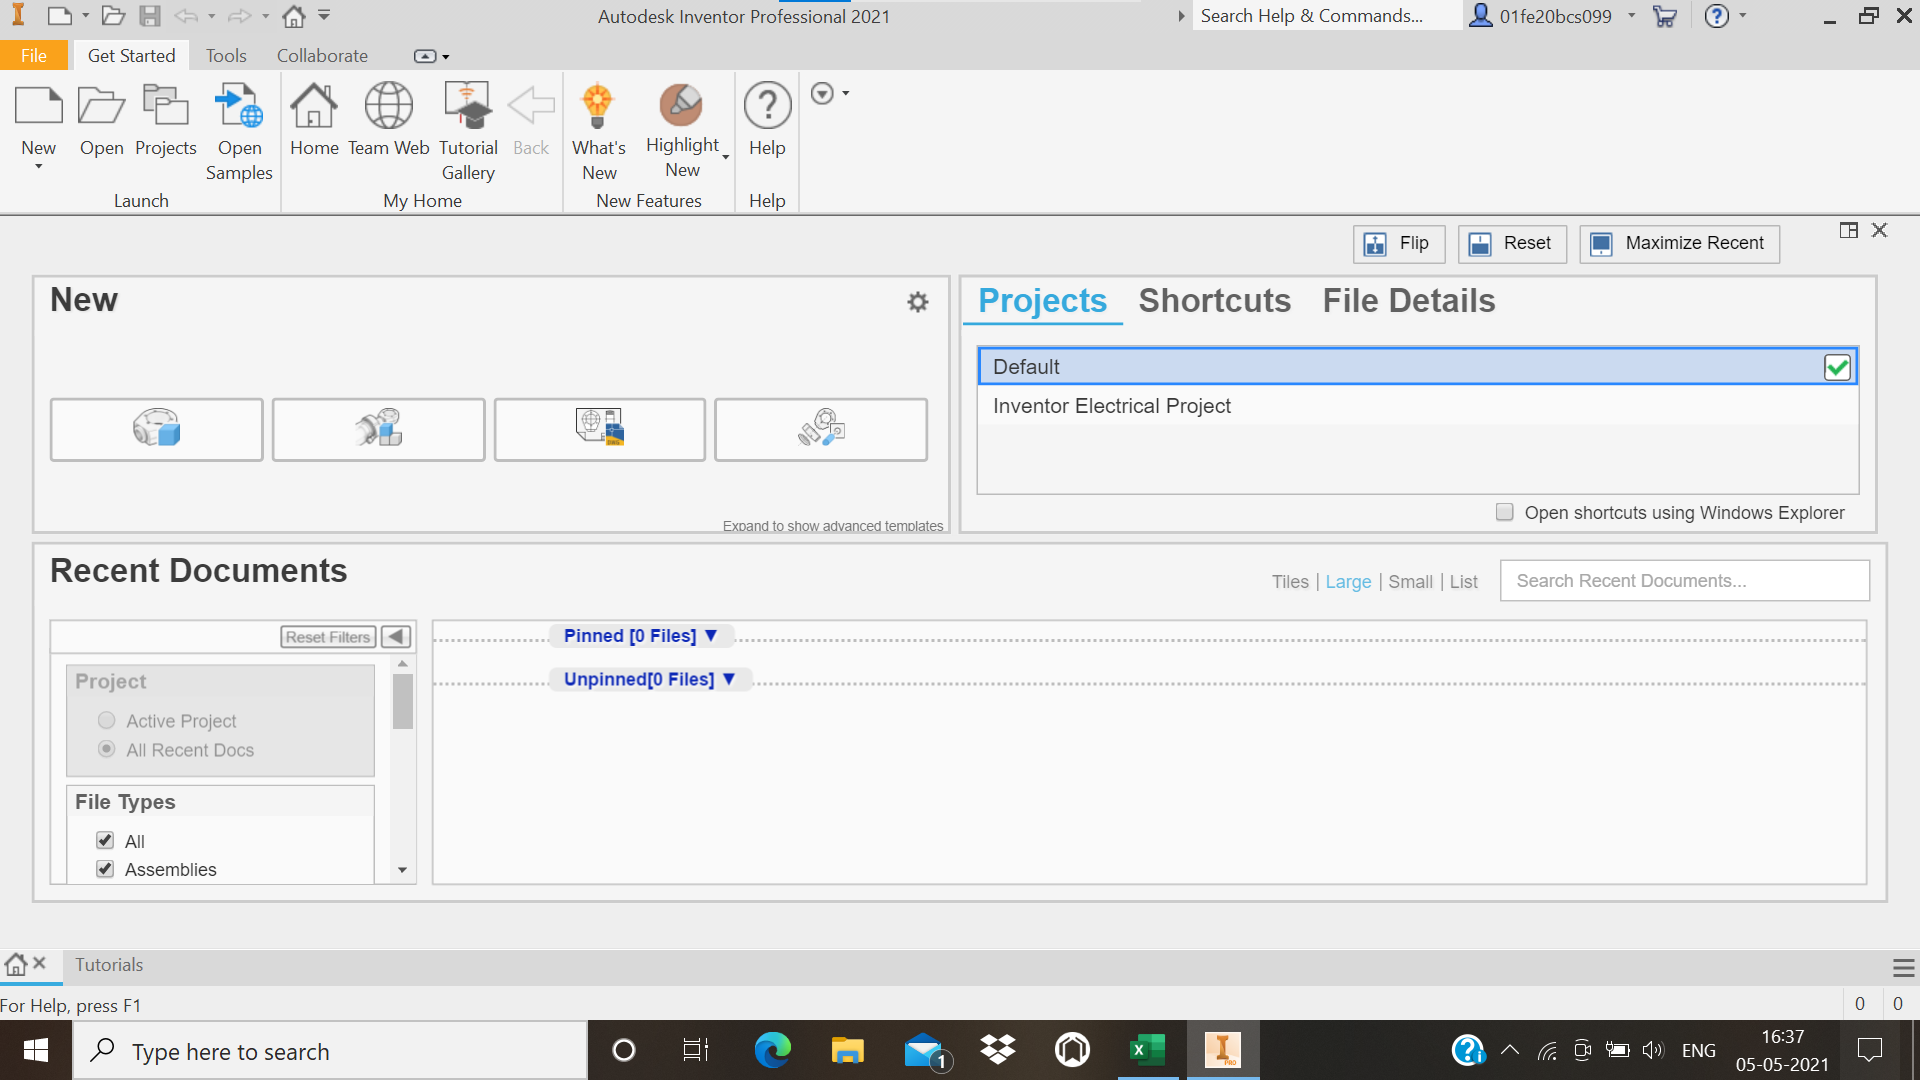 Autodesk Inventor Professional 2021
Search Help & Commands...
01fe20bcs099
File
Get Started
Tools
Collaborate
New
Open
Projects
Open
Samples
Home
Team Web
Tutorial
Gallery
Back
What's
New
Highlight
New
Help
Launch
My Home
New Features
Help
Flip
Reset
Maximize Recent
New
Expand to show advanced templates
Projects
Shortcuts
File Details
Default
Inventor Electrical Project
Open shortcuts using Windows Explorer
Recent Documents
Tiles | Large | Small | List
Search Recent Documents...
Reset Filters
Project
Active Project
All Recent Docs
File Types
All
Assemblies
Pinned [0 Files]
Unpinned[0 Files]
Tutorials
For Help, press F1
0 0
Type here to search
1
PRO
ENG
16:37
05-05-2021